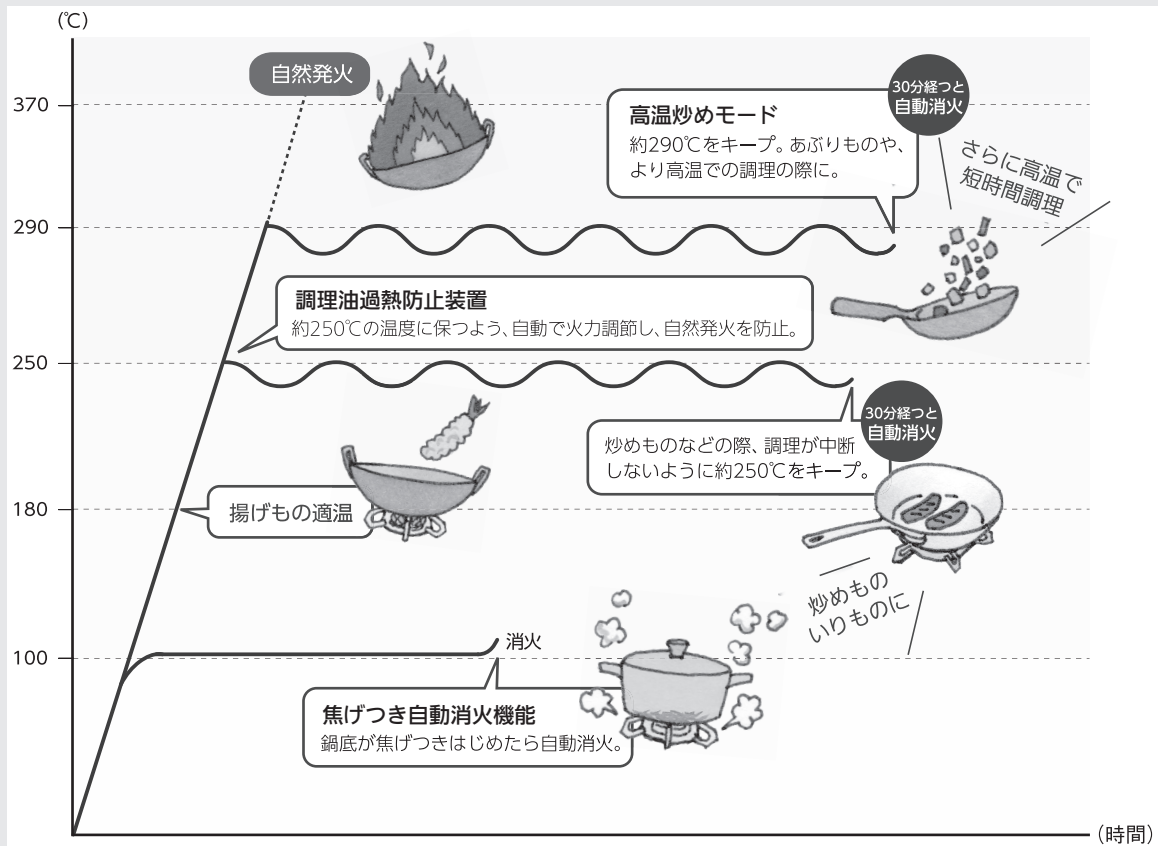 (℃)
370
290
250
180
100
(時間)
自然発火
高温炒めモード
約290℃をキープ。あぶりものや、
より高温での調理の際に。
30分経つと
自動消火
さらに高温で
短時間調理
調理油過熱防止装置
約250℃の温度に保つよう、自動で火力調節し、自然発火を防止。
炒めものなどの際、調理が中断
しないように約250℃をキープ。
30分経つと
自動消火
揚げもの適温
炒めもの
いりものに
消火
焦げつき自動消火機能
鍋底が焦げつきはじめたら自動消火。